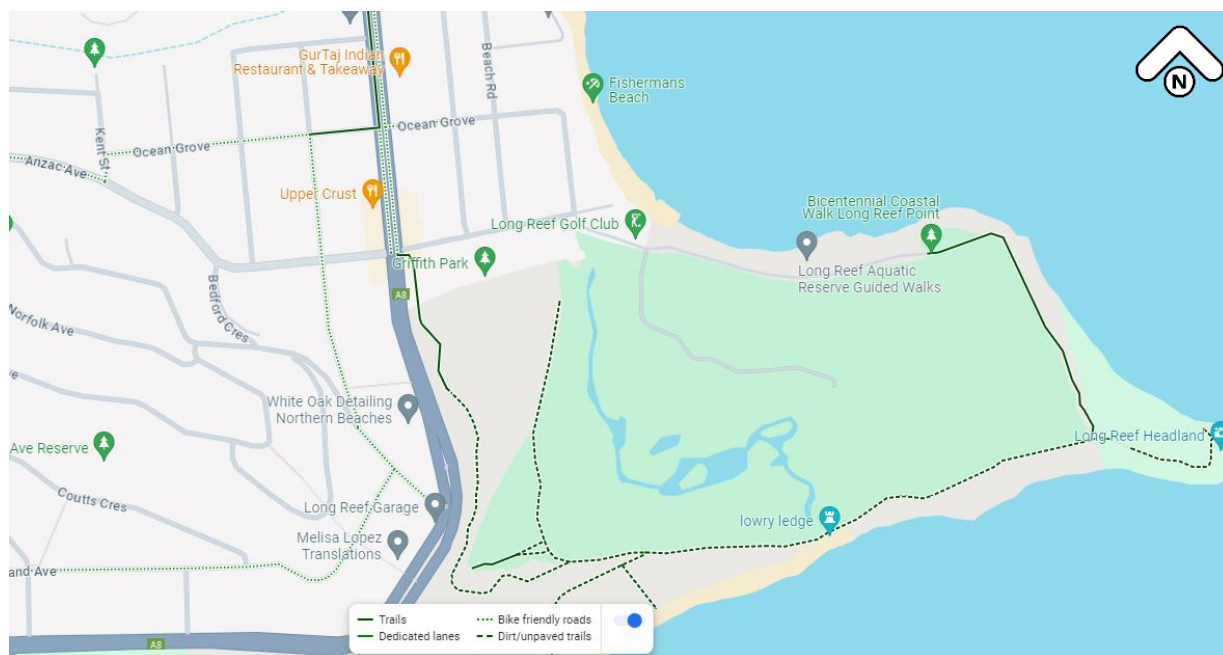 GurTaj Indian
Restaurant & Takeaway
Beach Rd
Fishermans
Beach
N
Kent St
Ocean Grove
Ocean Grove
Anzac Ave
Upper Crust
Bicentennial Coastal
Walk Long Reef Point
Long Reef Golf Club
Griffith Park
Long Reef Aquatic
Reserve Guided Walks
A8
Bedford Cres
Norfolk Ave
White Oak Detailing
Northern Beaches
Ave Reserve
Long Reef Headland
Coutts Cres
Long Reef Garage
lowry ledge
Melisa Lopez
Translations
and Ave
Trails
Bike friendly roads
Dedicated lanes
Dirt/unpaved trails
A8